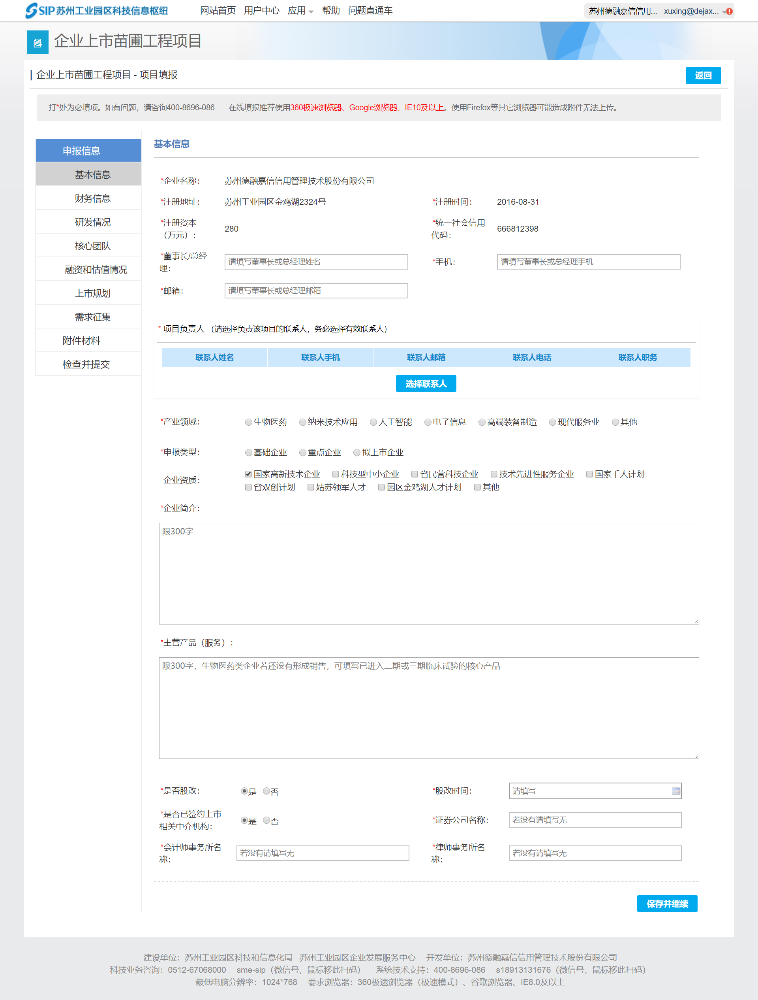 SIP苏州工业园区科技信息枢纽 网站首页 用户中心 应用 帮助 问题直通车 苏州德融嘉信信用... xuxing@dejax...
企业上市苗圃工程项目
企业上市苗圃工程项目 - 项目填报 返回
打*处为必填项。如有问题，请咨询400-8696-086 在线填报推荐使用360极速浏览器、Google浏览器、IE10及以上。使用Firefox等其它浏览器可能造成附件无法上传。
申报信息
基本信息
财务信息
研发情况
核心团队
融资和估值情况
上市规划
需求征集
附件材料
检查并提交
基本信息
*企业名称： 苏州德融嘉信信用管理技术股份有限公司
*注册地址： 苏州工业园区金鸡湖2324号 *注册时间： 2016-08-31
*注册资本
（万元）： 280 *统一社会信用
代码： 666812398
*董事长/总经
理： 请填写董事长或总经理姓名 *手机： 请填写董事长或总经理手机
*邮箱： 请填写董事长或总经理邮箱
* 项目负责人 （请选择负责该项目的联系人，务必选择有效联系人）
联系人姓名 联系人手机 联系人邮箱 联系人电话 联系人职务
选择联系人
*产业领域： 生物医药 纳米技术应用 人工智能 电子信息 高端装备制造 现代服务业 其他
*申报类型： 基础企业 重点企业 拟上市企业
企业资质： 国家高新技术企业 科技型中小企业 省民营科技企业 技术先进性服务企业 国家千人计划
省双创计划 姑苏领军人才 园区金鸡湖人才计划 其他
*企业简介：
限300字
*主营产品（服务）：
限300字，生物医药类企业若还没有形成销售，可填写已进入二期或三期临床试验的核心产品
*是否股改： 是 否 *股改时间： 请填写
*是否已签约上市
相关中介机构： 是 否 *证券公司名称： 若没有请填写无
*会计师事务所名
称： 若没有请填写无 *律师事务所名
称： 若没有请填写无
保存并继续
建设单位：苏州工业园区科技和信息化局 苏州工业园区企业发展服务中心 开发单位：苏州德融嘉信信用管理技术股份有限公司
科技业务咨询：0512-67068000 sme-sip（微信号，鼠标移此扫码） 系统技术支持：400-8696-086 s18913131676（微信号，鼠标移此扫码）
最低电脑分辨率：1024*768 要求浏览器：360极速浏览器（极速模式）、谷歌浏览器、IE8.0及以上